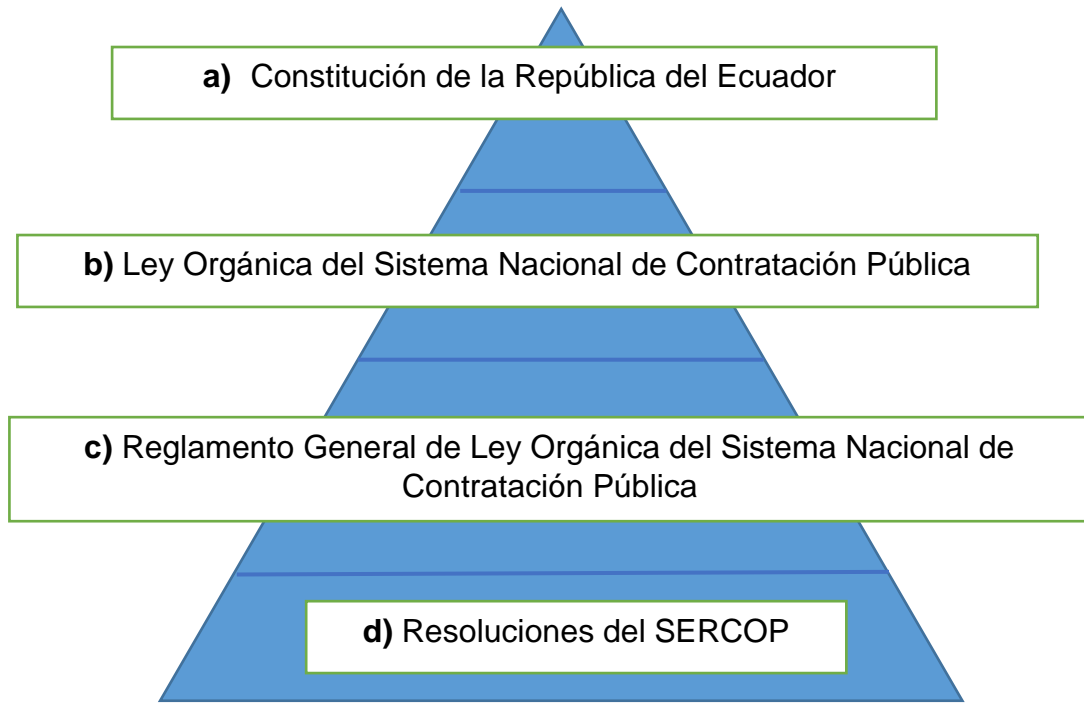 a) Constitución de la República del Ecuador
b) Ley Orgánica del Sistema Nacional de Contratación Pública
c) Reglamento General de Ley Orgánica del Sistema Nacional de
Contratación Pública
d) Resoluciones del SERCOP